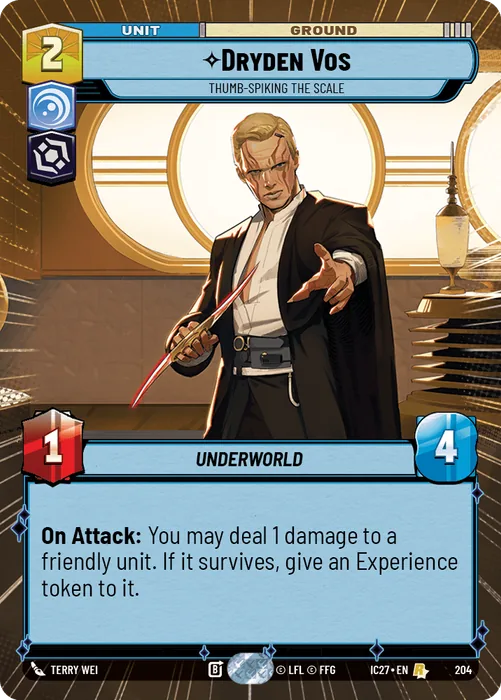 UNIT
GROUND
2
DRYDEN VOS
THUMB-SPIKING THE SCALE
1
UNDERWORLD
4
On Attack: You may deal 1 damage to a
friendly unit. If it survives, give an Experience
token to it.
TERRY WEI
B
© LFL © FFG
IC27•EN
R
204